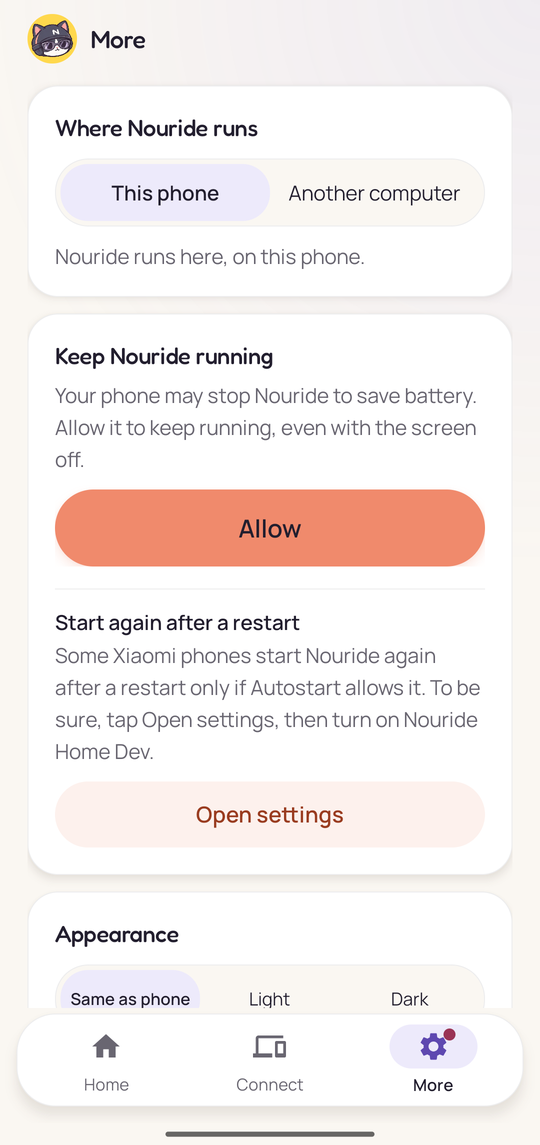 More
Where Nouride runs
This phone
Another computer
Nouride runs here, on this phone.
Keep Nouride running
Your phone may stop Nouride to save battery.
Allow it to keep running, even with the screen
off.
Allow
Start again after a restart
Some Xiaomi phones start Nouride again
after a restart only if Autostart allows it. To be
sure, tap Open settings, then turn on Nouride
Home Dev.
Open settings
Appearance
Same as phone
Light
Dark
Home
Connect
More